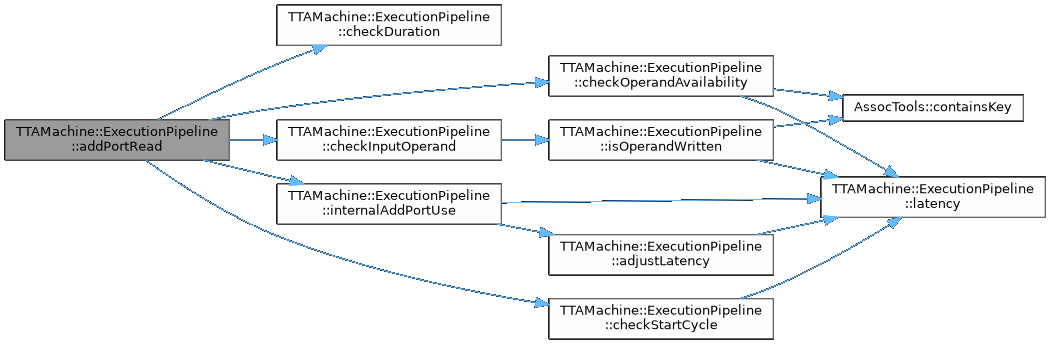 TTAMachine::ExecutionPipeline
::addPortRead
TTAMachine::ExecutionPipeline
::checkDuration
TTAMachine::ExecutionPipeline
::checkOperandAvailability
AssocTools::containsKey
TTAMachine::ExecutionPipeline
::checkInputOperand
TTAMachine::ExecutionPipeline
::isOperandWritten
TTAMachine::ExecutionPipeline
::latency
TTAMachine::ExecutionPipeline
::internalAddPortUse
TTAMachine::ExecutionPipeline
::adjustLatency
TTAMachine::ExecutionPipeline
::checkStartCycle